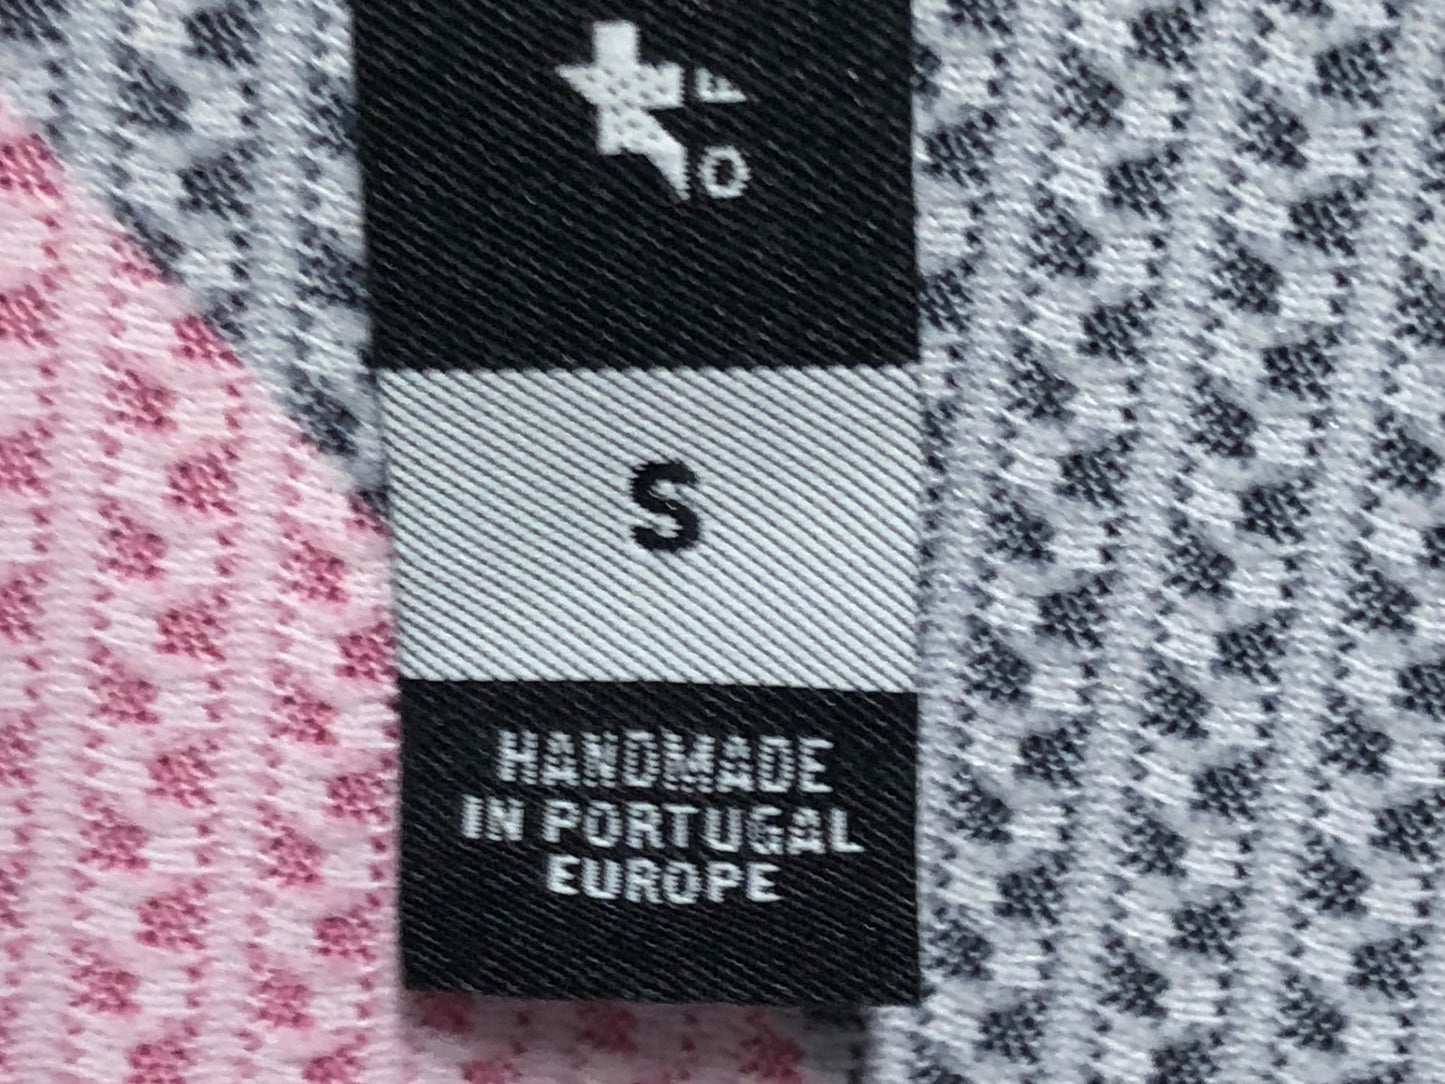 F
O
S
HANDMADE
IN PORTUGAL
EUROPE